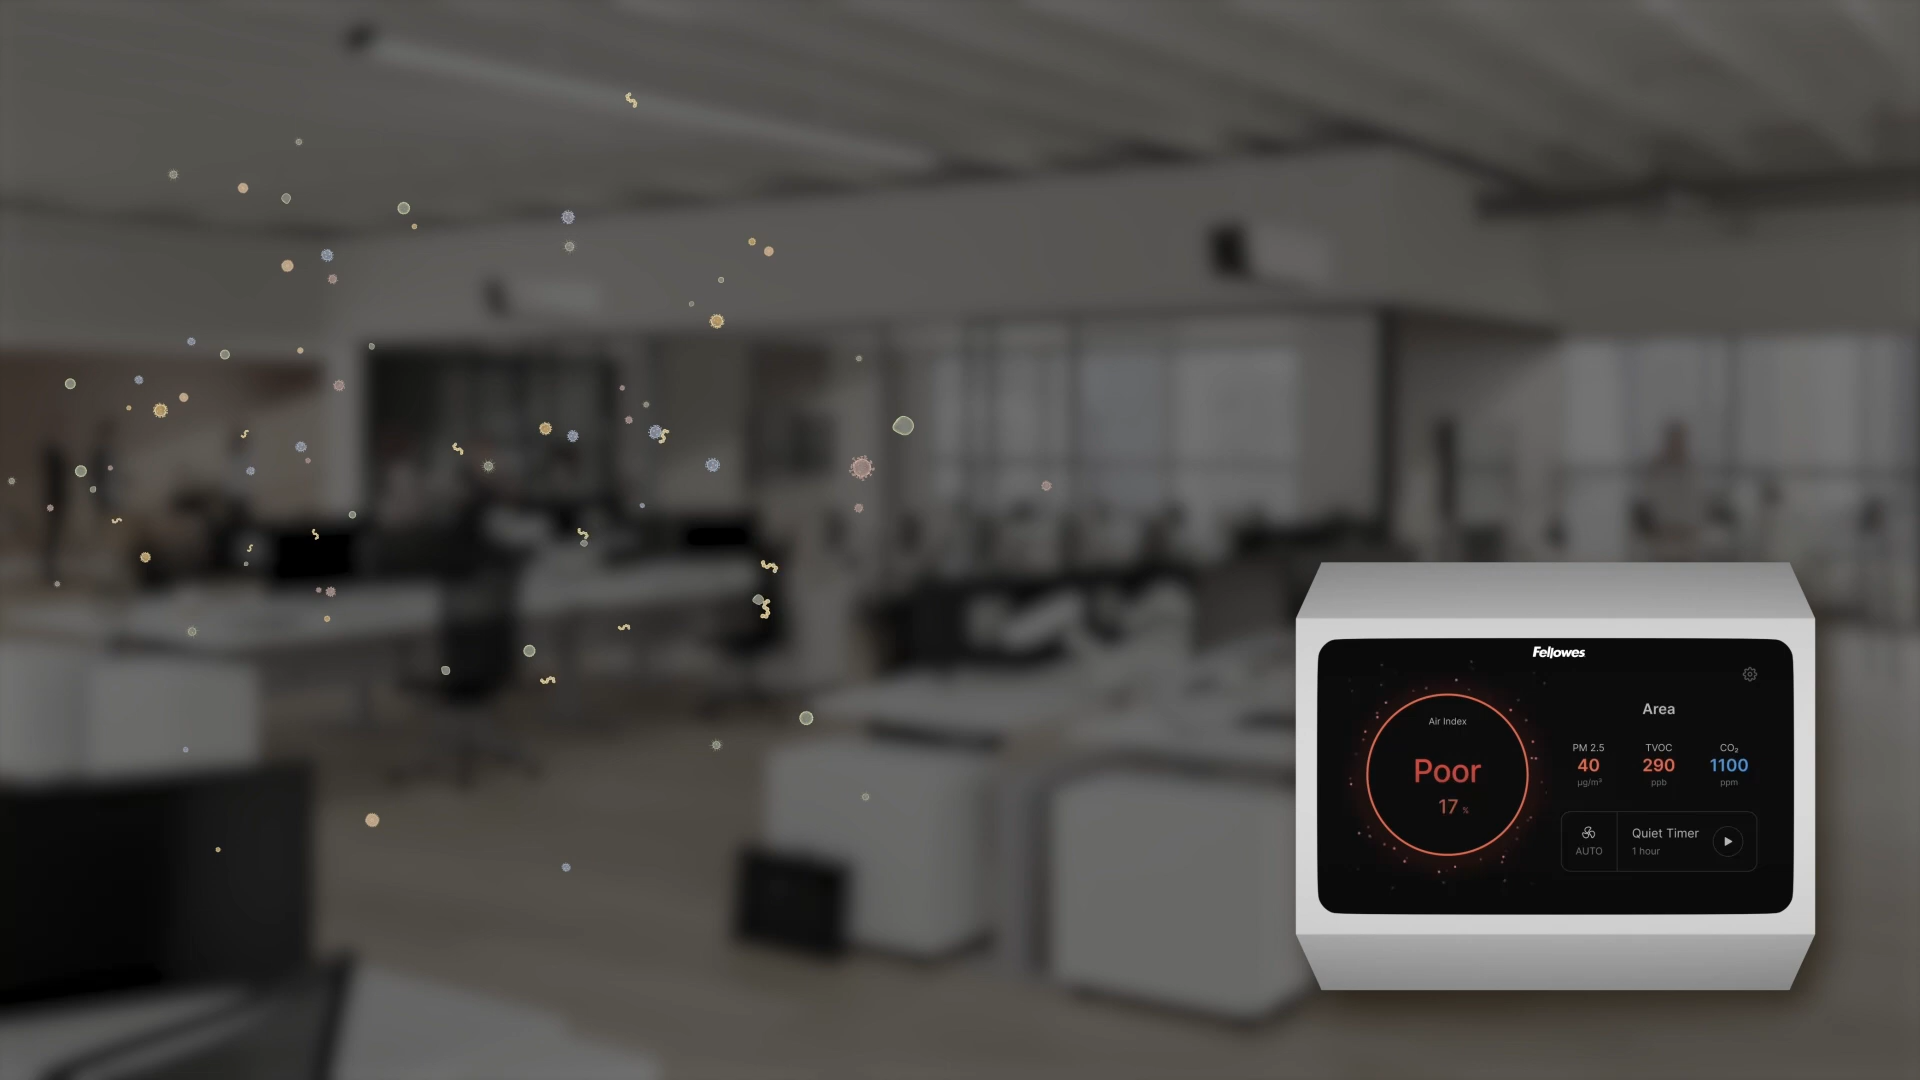 Fellowes
Air Index
Poor
17 %
Area
PM 2.5 TVOC CO₂
40 290 1100
µg/m³ ppb ppm
AUTO
Quiet Timer
1 hour